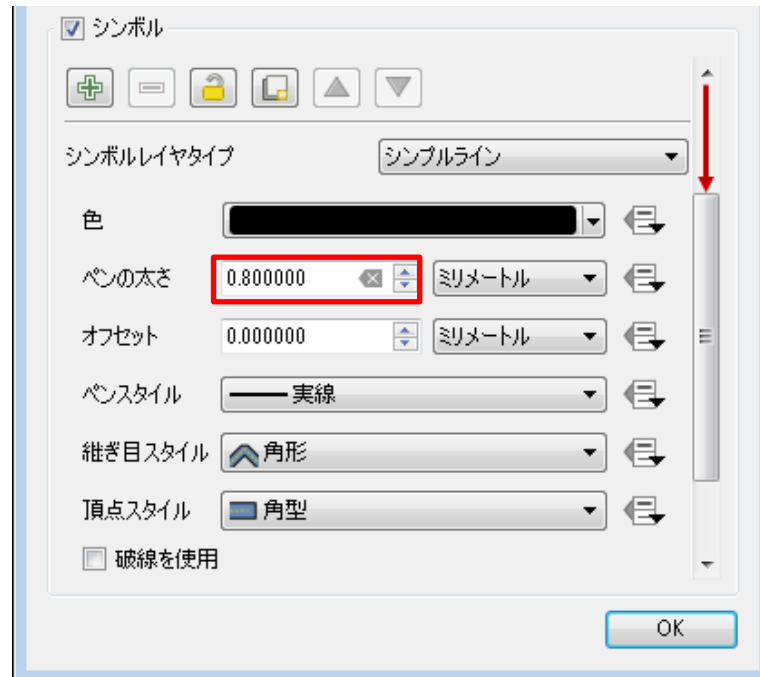 シンボル
シンボルレイヤタイプ シンプルライン
色
ペンの太さ 0.800000 ミリメートル
オフセット 0.000000 ミリメートル
ペンスタイル 実線
継ぎ目スタイル 角形
頂点スタイル 角型
破線を使用
OK